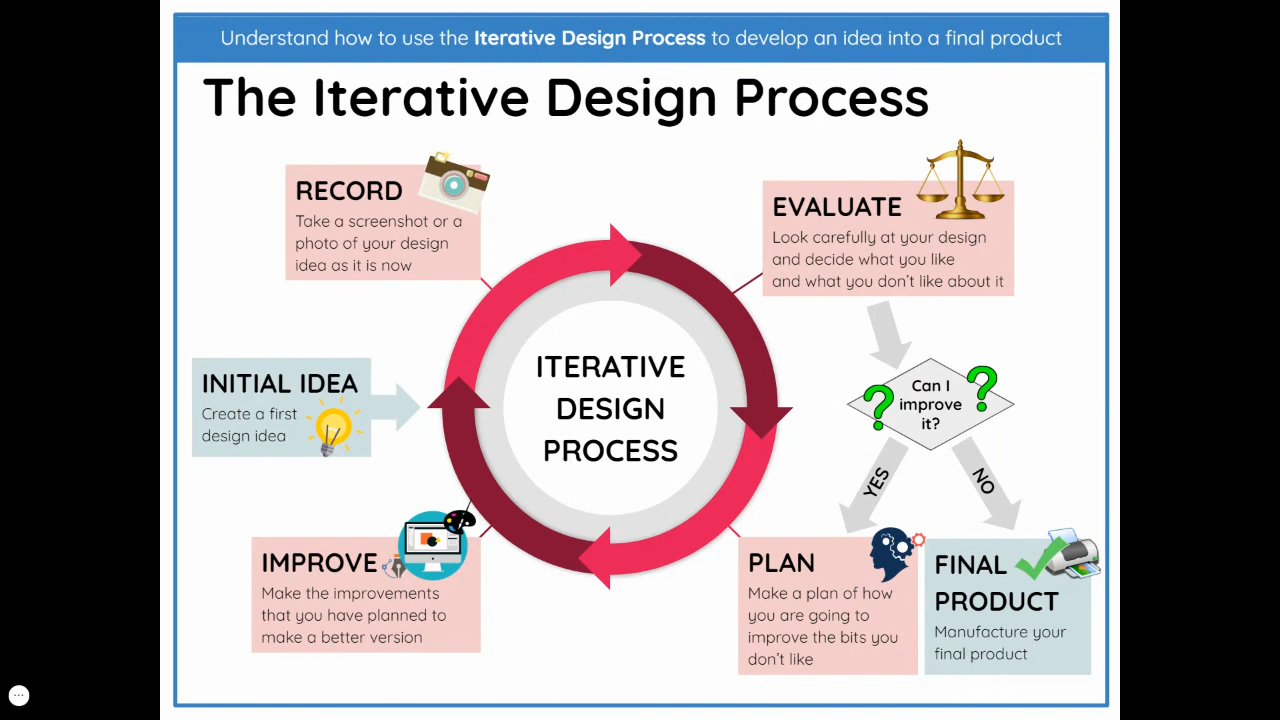 Understand how to use the Iterative Design Process to develop an idea into a final product
The Iterative Design Process
RECORD
Take a screenshot or a
photo of your design
idea as it is now
EVALUATE
Look carefully at your design
and decide what you like
and what you don't like about it
INITIAL IDEA
Create a first
design idea
ITERATIVE
DESIGN
PROCESS
Can I
improve
it?
YES
NO
IMPROVE
Make the improvements
that you have planned to
make a better version
PLAN
Make a plan of how
you are going to
improve the bits you
don't like
FINAL
PRODUCT
Manufacture your
final product